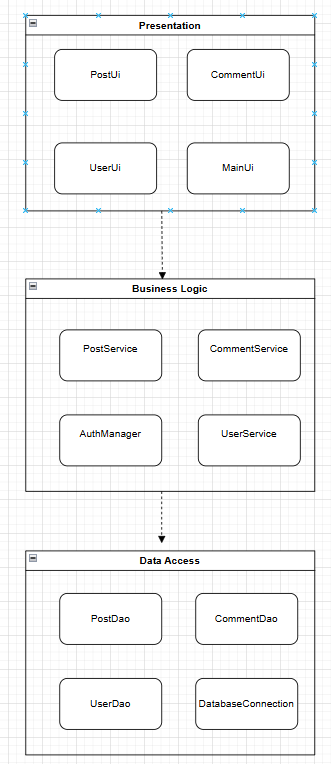 Presentation
PostUi
CommentUi
UserUi
MainUi
Business Logic
PostService
CommentService
AuthManager
UserService
Data Access
PostDao
CommentDao
UserDao
DatabaseConnection